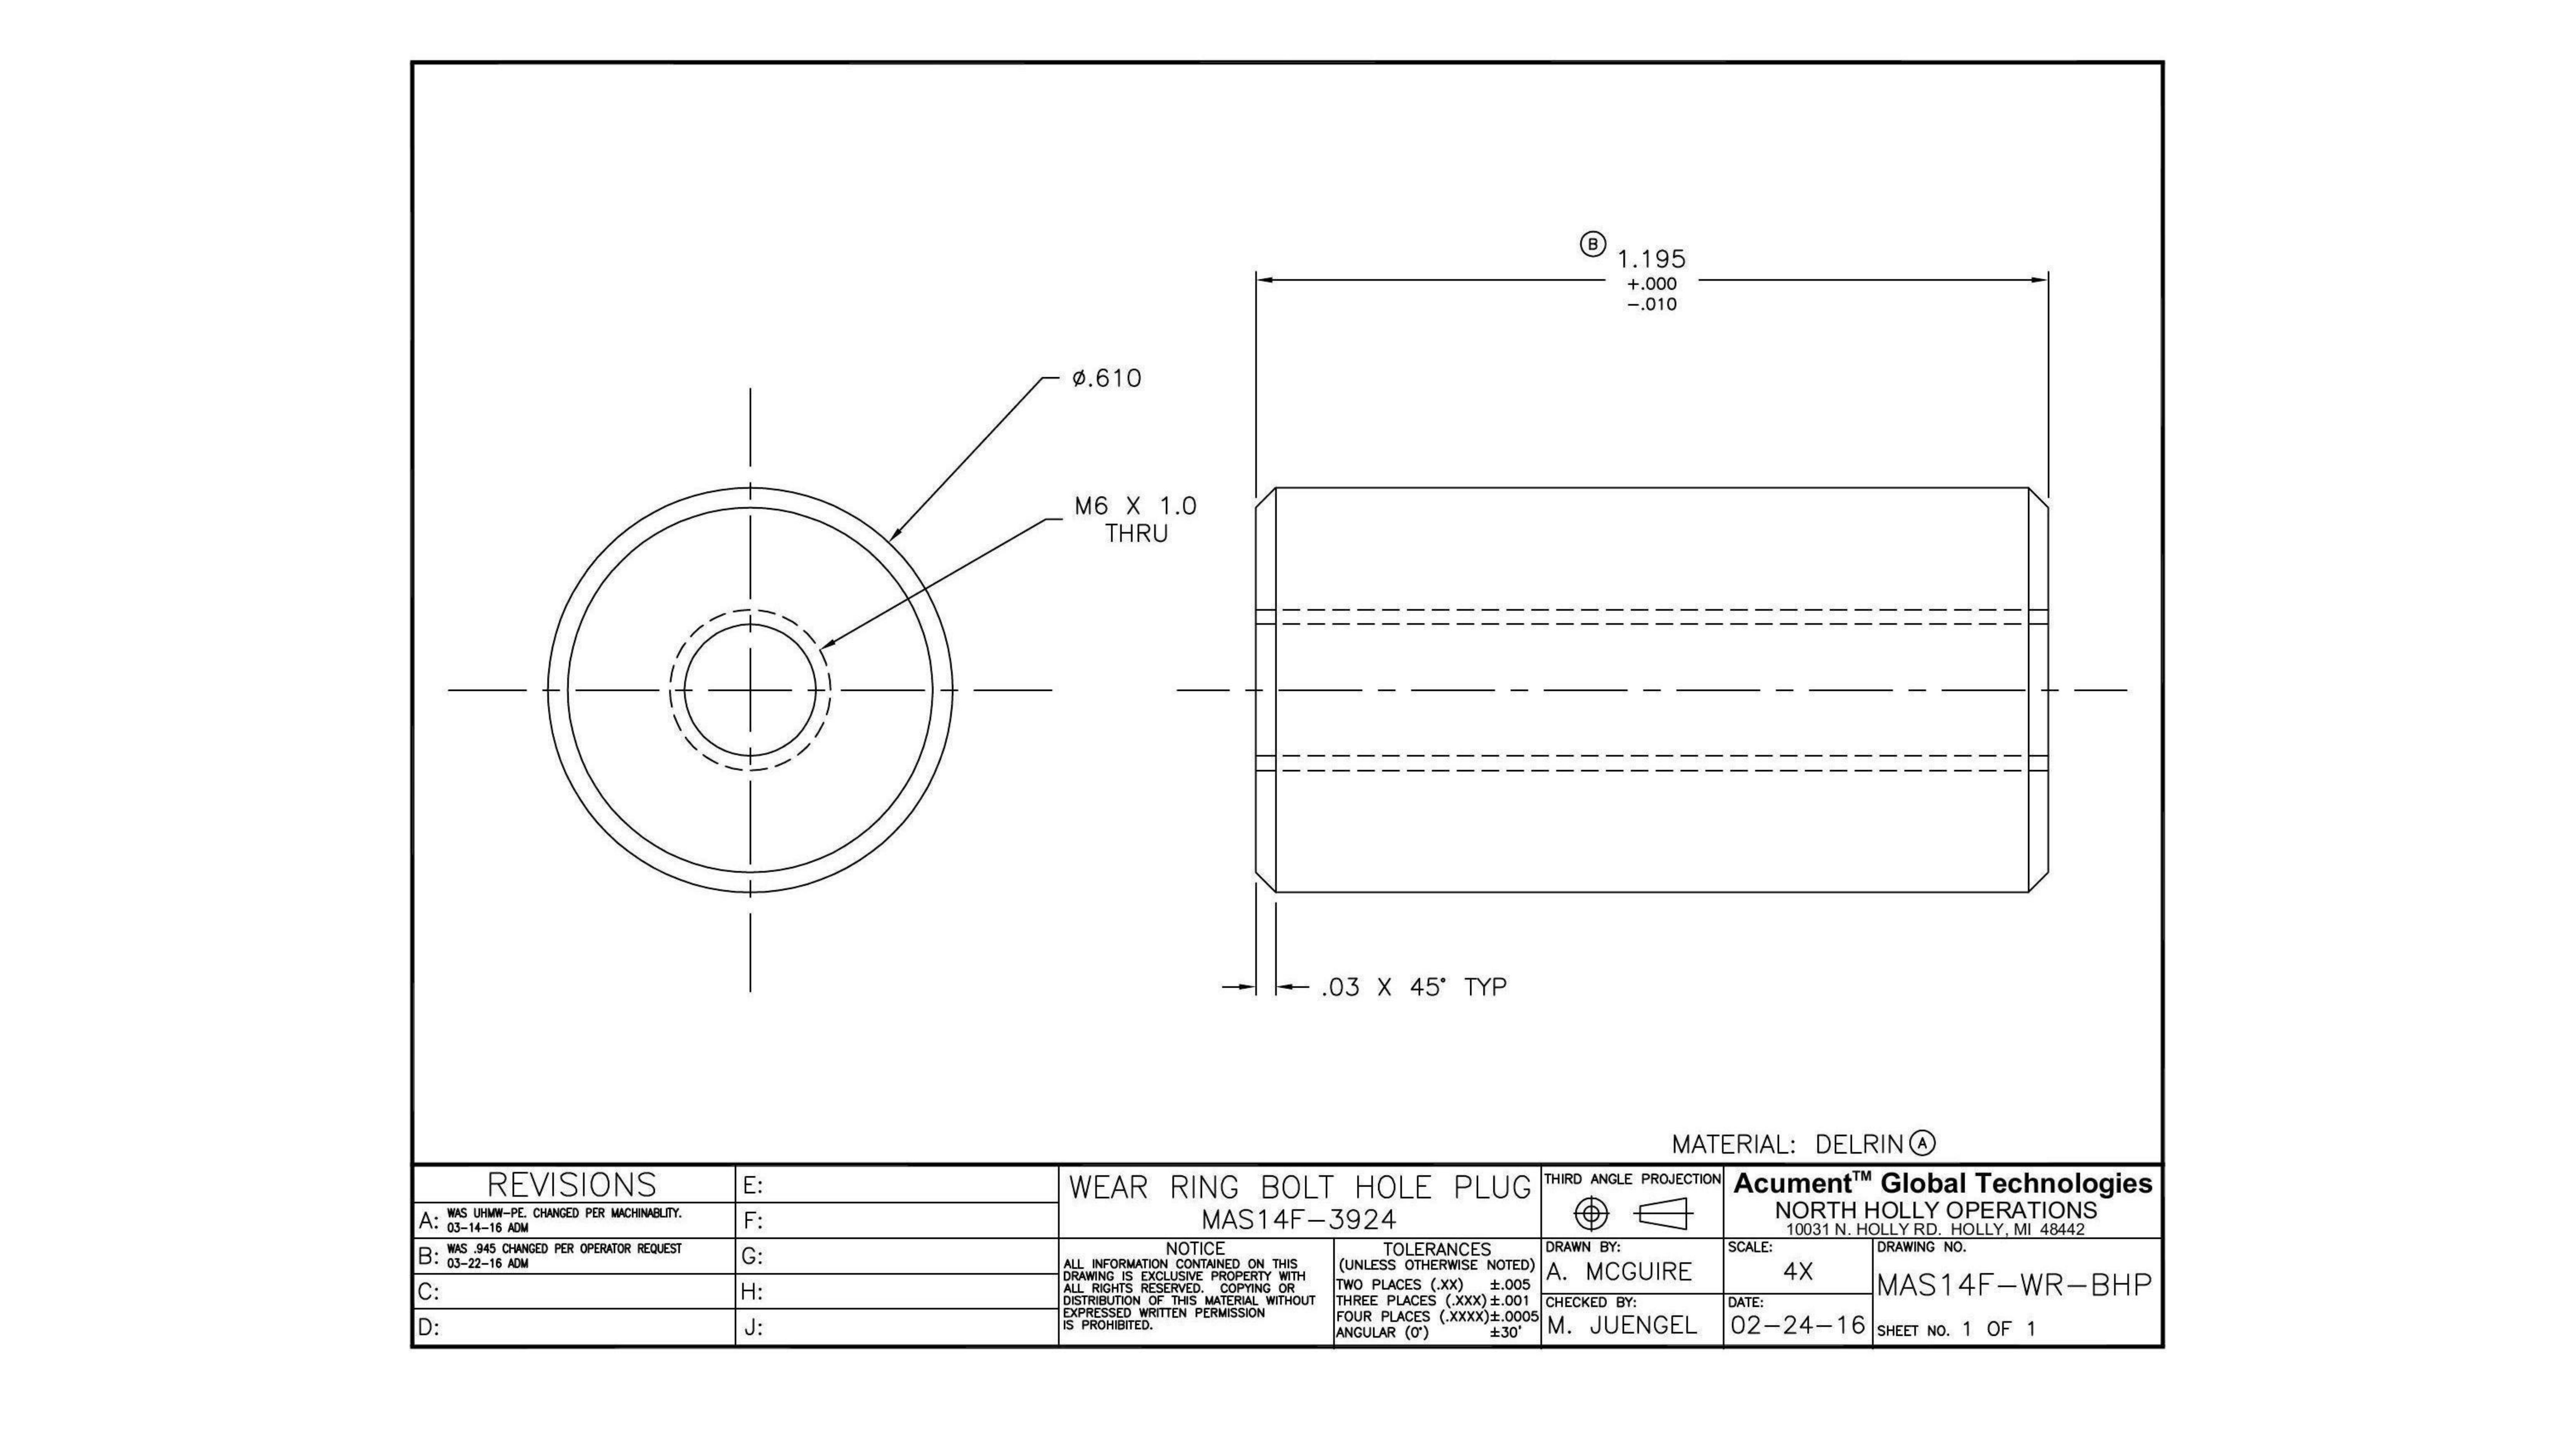 B
1.195
+.000
-.010
Ø.610
M6 X 1.0
THRU
.03 X 45° TYP
MATERIAL: DELRIN A
REVISIONS
A: WAS UHMW-PE. CHANGED PER MACHINABLITY.
03-14-16 ADM
B: WAS .945 CHANGED PER OPERATOR REQUEST
03-22-16 ADM
C:
D:
E:
F:
G:
H:
J:
WEAR RING BOLT HOLE PLUG
MAS14F-3924
NOTICE
ALL INFORMATION CONTAINED ON THIS
DRAWING IS EXCLUSIVE PROPERTY WITH
ALL RIGHTS RESERVED. COPYING OR
DISTRIBUTION OF THIS MATERIAL WITHOUT
EXPRESSED WRITTEN PERMISSION
IS PROHIBITED.
TOLERANCES
(UNLESS OTHERWISE NOTED)
TWO PLACES (.XX) ±.005
THREE PLACES (.XXX) ±.001
FOUR PLACES (.XXXX) ±.0005
ANGULAR (0°) ±30'
THIRD ANGLE PROJECTION
DRAWN BY:
A. MCGUIRE
CHECKED BY:
M. JUENGEL
Acument™ Global Technologies
NORTH HOLLY OPERATIONS
10031 N. HOLLY RD. HOLLY, MI 48442
SCALE:
4X
DATE:
02-24-16
DRAWING NO.
MAS14F-WR-BHP
SHEET NO. 1 OF 1